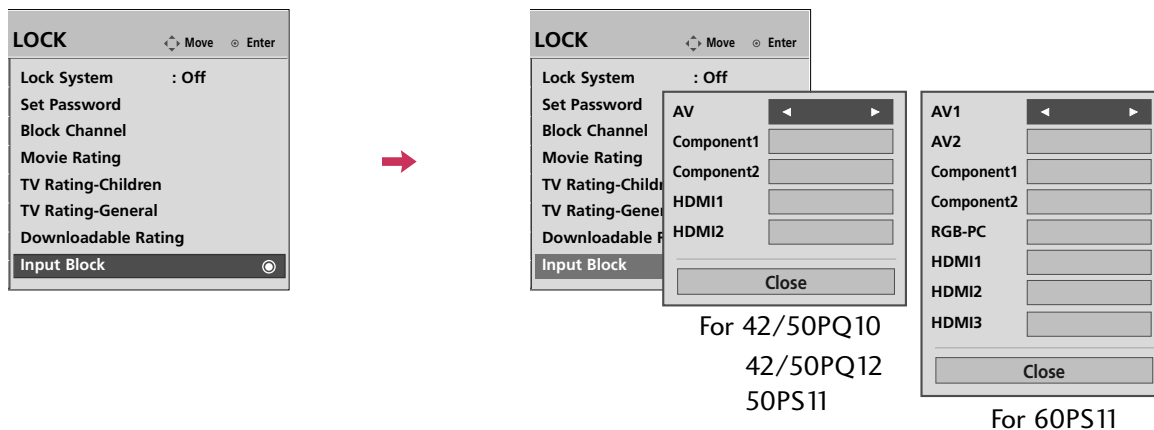 LOCK Move Enter
Lock System : Off
Set Password
Block Channel
Movie Rating
TV Rating-Children
TV Rating-General
Downloadable Rating
Input Block
LOCK Move Enter
Lock System : Off
Set Password
Block Channel
Movie Rating
TV Rating-Child
TV Rating-Gene
Downloadable
Input Block
AV
Component1
Component2
HDMI1
HDMI2
Close
For 42/50PQ10
42/50PQ12
50PS11
AV1
AV2
Component1
Component2
RGB-PC
HDMI1
HDMI2
HDMI3
Close
For 60PS11